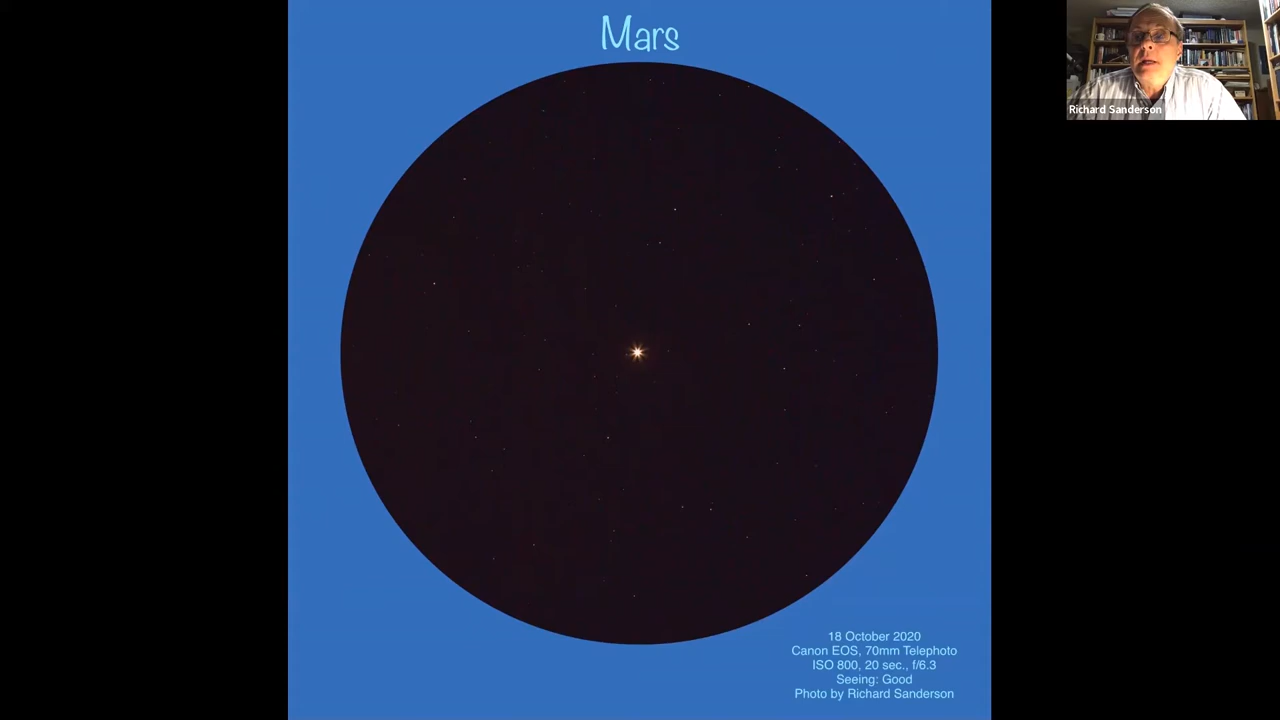 Mars
Richard Sanderson
18 October 2020
Canon EOS, 70mm Telephoto
ISO 800, 20 sec., f/6.3
Seeing: Good
Photo by Richard Sanderson